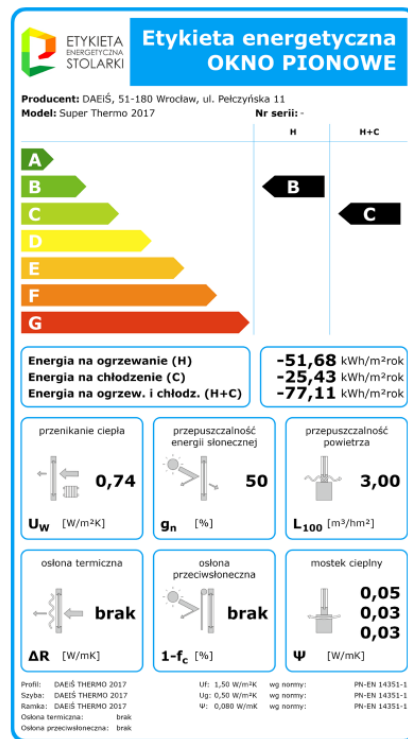 ETYKIETA
ENERGETYCZNA
STOLARKI
Etykieta energetyczna
OKNO PIONOWE
Producent: DAEIŚ, 51-180 Wrocław, ul. Pełczyńska 11
Model: Super Thermo 2017 Nr serii: -
H H+C
A
B B
C C
D
E
F
G
Energia na ogrzewanie (H) -51,68 kWh/m²rok
Energia na chłodzenie (C) -25,43 kWh/m²rok
Energia na ogrzew. i chłodz. (H+C) -77,11 kWh/m²rok
przenikanie ciepła
0,74
Uw [W/m²K]
przepuszczalność
energii słonecznej
50
gn [%]
przepuszczalność
powietrza
3,00
L100 [m³/hm²]
osłona termiczna
brak
ΔR [W/mK]
osłona
przeciwsłoneczna
brak
1-fc [%]
mostek cieplny
0,05
0,03
0,03
Ψ [W/mK]
Profil: DAEIŚ THERMO 2017 Uf: 1,50 W/m²K wg normy: PN-EN 14351-1
Szyba: DAEIŚ THERMO 2017 Ug: 0,50 W/m²K wg normy: PN-EN 14351-1
Ramka: DAEIŚ THERMO 2017 Ψ: 0,080 W/mK wg normy: PN-EN 14351-1
Osłona termiczna: brak
Osłona przeciwsłoneczna: brak